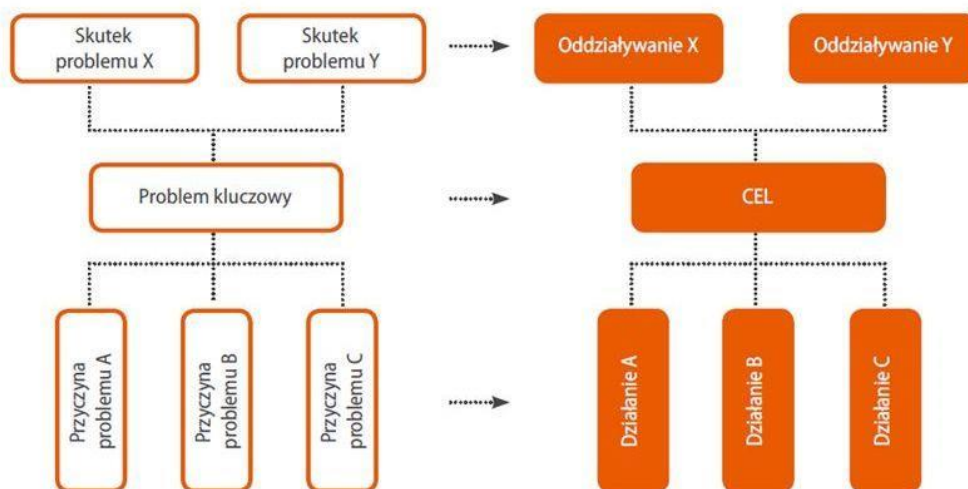 Skutek
problemu X
Skutek
problemu Y
Oddziaływanie X
Oddziaływanie Y
Problem kluczowy
CEL
Przyczyna
problemu A
Przyczyna
problemu B
Przyczyna
problemu C
Działanie A
Działanie B
Działanie C